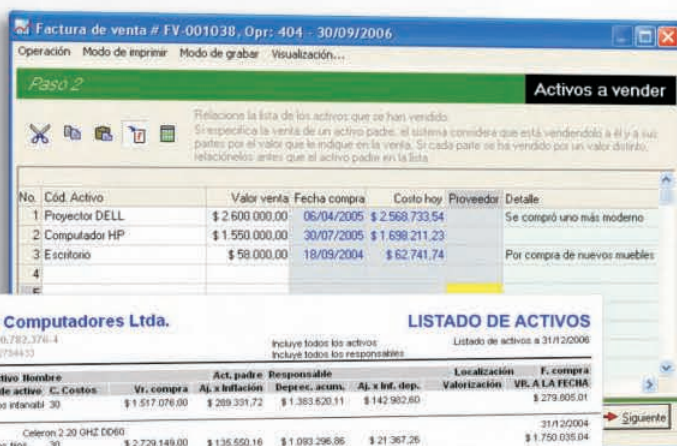 Factura de venta # FV-001038, Opr: 404 - 30/09/2006
Operación Modo de imprimir Modo de grabar Visualización...
Paso 2
Activos a vender
Relacione la lista de los activos que se han vendido.
Si especifica la venta de un activo padre, el sistema considera que está vendiéndolo a él y a sus
partes por el valor que le indique en la venta. Si cada parte se ha vendido por un valor distinto,
relaciónelos antes que el activo padre en la lista.
No. Cód. Activo Valor venta Fecha compra Costo hoy Proveedor Detalle
1 Proyector DELL $ 2 600 000,00 06/04/2005 $ 2 568 733,54 Se compró uno más moderno
2 Computador HP $ 1 550 000,00 30/07/2005 $ 1 698 211,23
3 Escritorio $ 58 000,00 18/09/2004 $ 62 741,74 Por compra de nuevos muebles
4
5
Computadores Ltda. LISTADO DE ACTIVOS
Incluye todos los activos Listado de activos a 31/12/2006
Incluye todos los responsables
Nombre Act. padre Responsable Localización F. compra
de activo C. Costos Vr. compra Aj. x Inflación Deprec. acum. Aj. x Inf. dep. Valorización VR. A LA FECHA
30 $ 1 517 076,00 $ 289 331,72 $ 1 383 620,11 $ 142 982,60 $ 279 805,01
Celeron 2.20 GHZ DD60 31/12/2004
30 $ 2 729 149,00 $ 135 550,16 $ 1 093 296,86 $ 21 367,26 $ 1 750 035,04
Siguiente